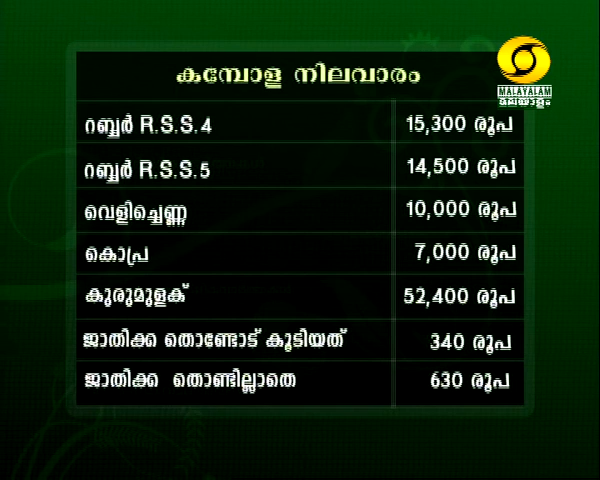 കമ്പോള നിലവാരം
MALAYALAM
മലയാളം
റബ്ബർ R.S.S.4 15,300 രൂപ
റബ്ബർ R.S.S.5 14,500 രൂപ
വെളിച്ചെണ്ണ 10,000 രൂപ
കൊപ്ര 7,000 രൂപ
കുരുമുളക് 52,400 രൂപ
ജാതിക്ക തൊണ്ടോട് കൂടിയത് 340 രൂപ
ജാതിക്ക തൊണ്ടില്ലാതെ 630 രൂപ